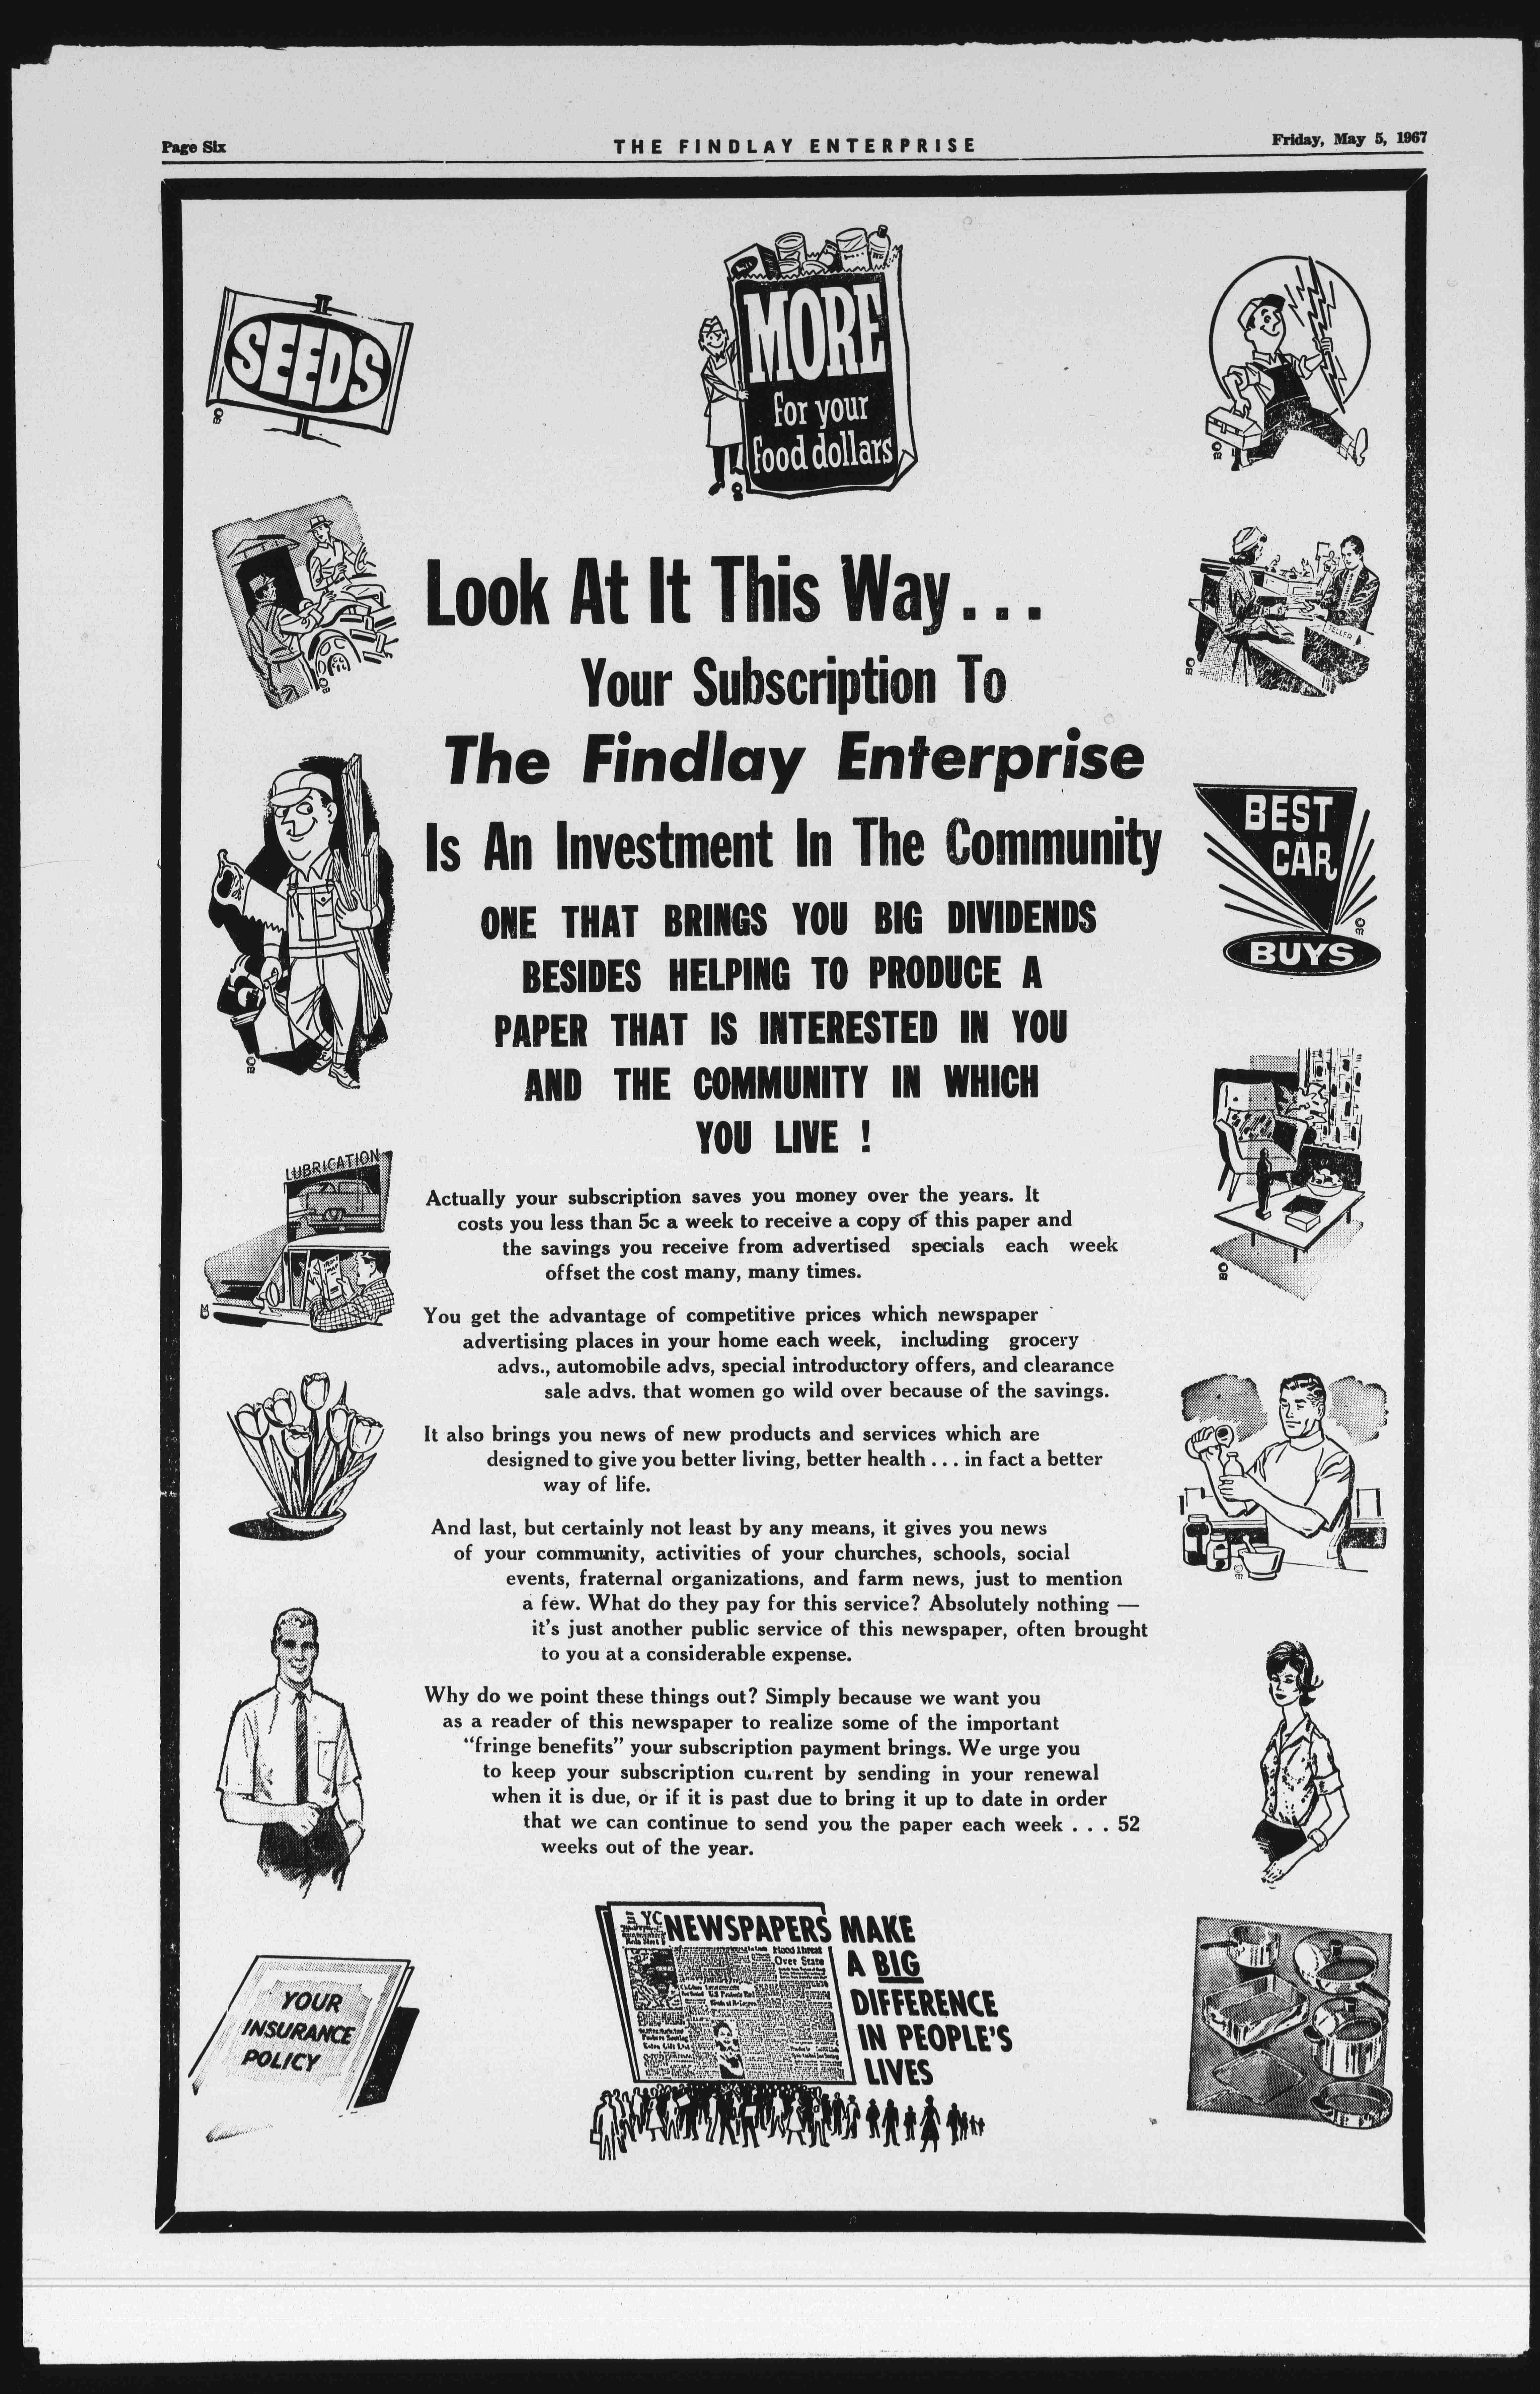 Page Six
THE FINDLAY ENTERPRISE
Friday, May 5, 1967
SEEDS
MORE
for your
food dollars
TELLER
Look At It This Way...
Your Subscription To
The Findlay Enterprise
Is An Investment In The Community
ONE THAT BRINGS YOU BIG DIVIDENDS
BESIDES HELPING TO PRODUCE A
PAPER THAT IS INTERESTED IN YOU
AND THE COMMUNITY IN WHICH
YOU LIVE !
BEST
CAR
BUYS
LUBRICATION
Actually your subscription saves you money over the years. It
costs you less than 5c a week to receive a copy of this paper and
the savings you receive from advertised specials each week
offset the cost many, many times.
You get the advantage of competitive prices which newspaper
advertising places in your home each week, including grocery
advs., automobile advs, special introductory offers, and clearance
sale advs. that women go wild over because of the savings.
It also brings you news of new products and services which are
designed to give you better living, better health ... in fact a better
way of life.
And last, but certainly not least by any means, it gives you news
of your community, activities of your churches, schools, social
events, fraternal organizations, and farm news, just to mention
a few. What do they pay for this service? Absolutely nothing —
it's just another public service of this newspaper, often brought
to you at a considerable expense.
Why do we point these things out? Simply because we want you
as a reader of this newspaper to realize some of the important
"fringe benefits" your subscription payment brings. We urge you
to keep your subscription current by sending in your renewal
when it is due, or if it is past due to bring it up to date in order
that we can continue to send you the paper each week . . . 52
weeks out of the year.
YOUR
INSURANCE
POLICY
NEWSPAPERS MAKE
A BIG
DIFFERENCE
IN PEOPLE'S
LIVES
Flood Threat
Over State